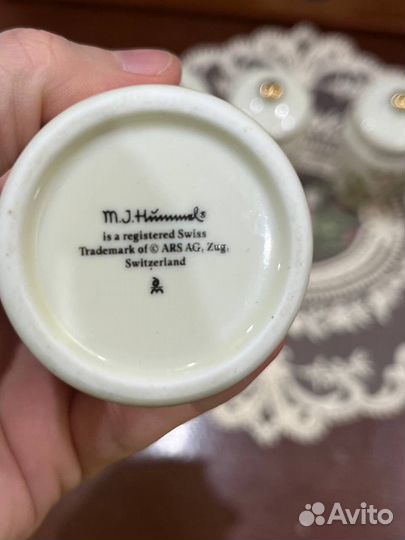 M.J.Hummel
is a registered Swiss
Trademark of © ARS AG, Zug,
Switzerland
Avito